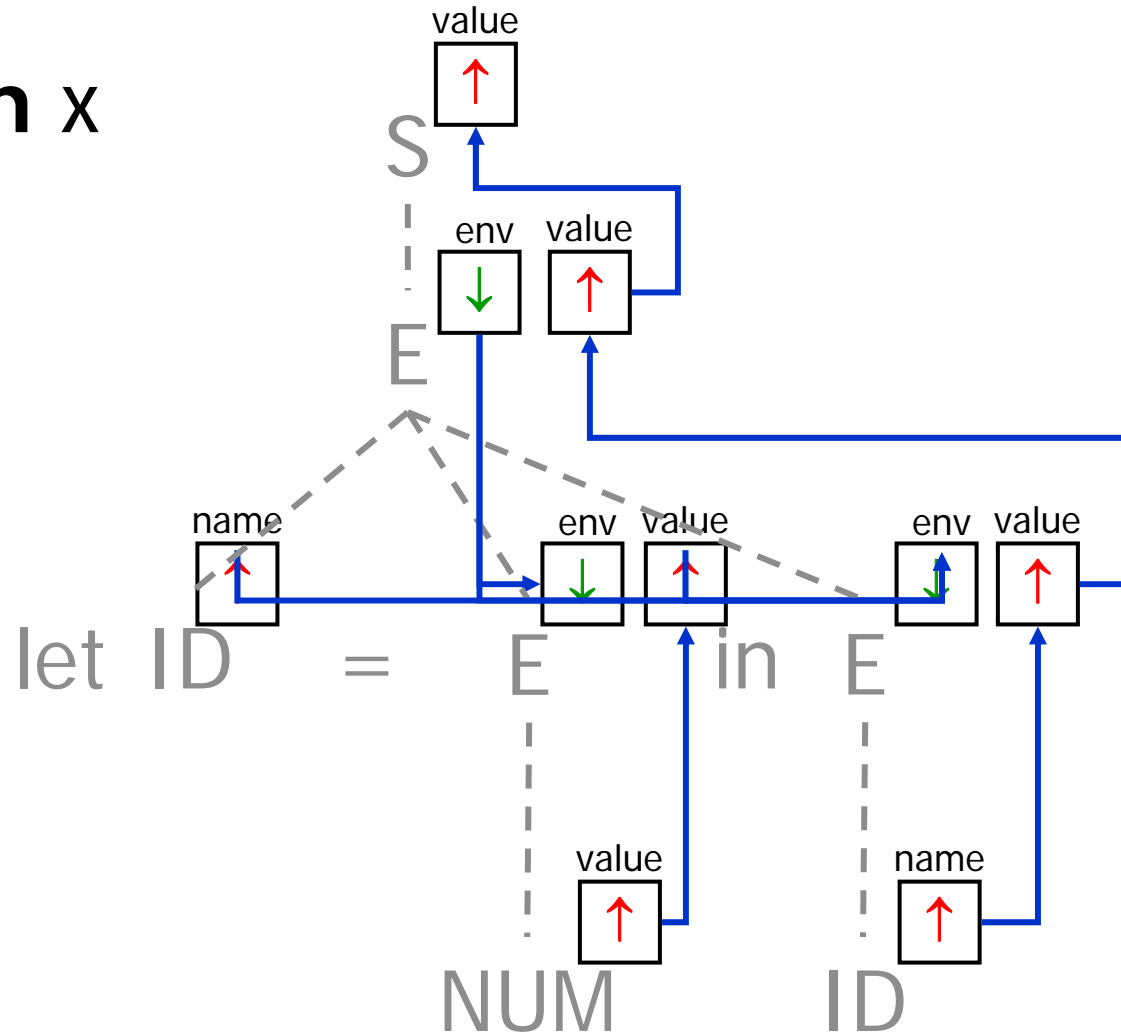 value
n x
S
env value
E
name env value env value
let ID = E in E
value name
NUM ID